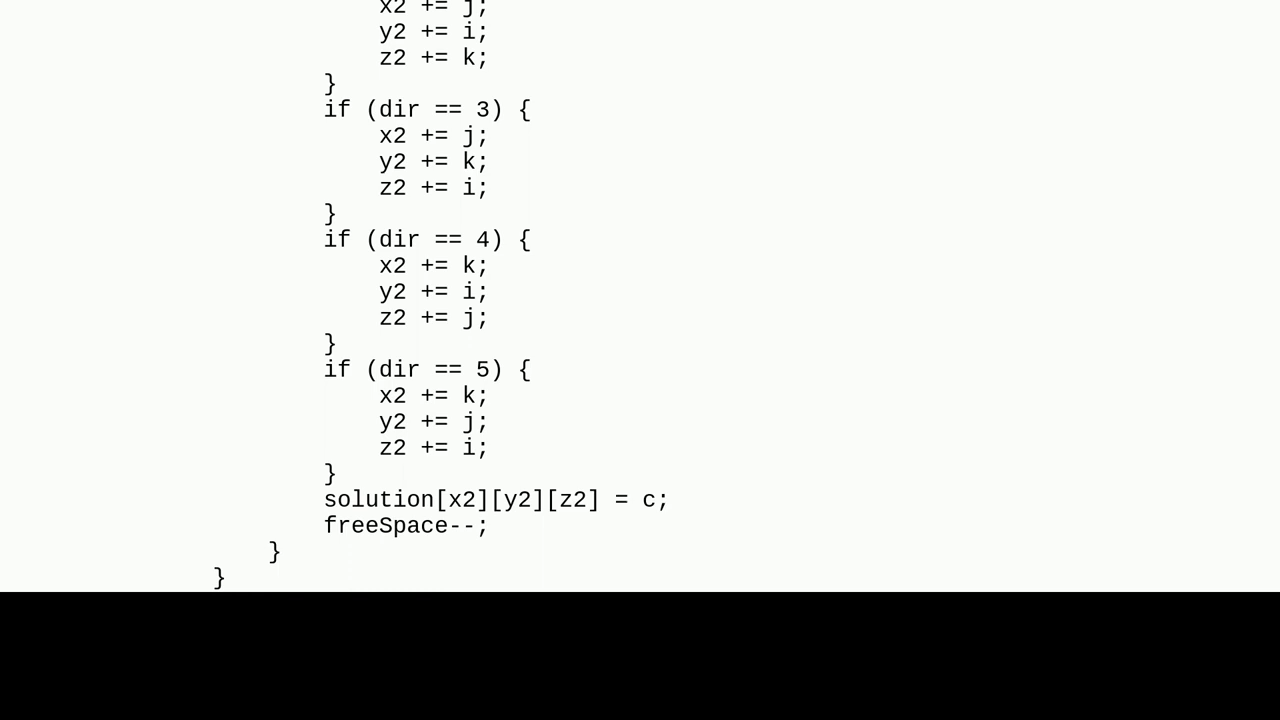 x2 += j;
y2 += i;
z2 += k;
}
if (dir == 3) {
x2 += j;
y2 += k;
z2 += i;
}
if (dir == 4) {
x2 += k;
y2 += i;
z2 += j;
}
if (dir == 5) {
x2 += k;
y2 += j;
z2 += i;
}
solution[x2][y2][z2] = c;
freeSpace--;
}
}